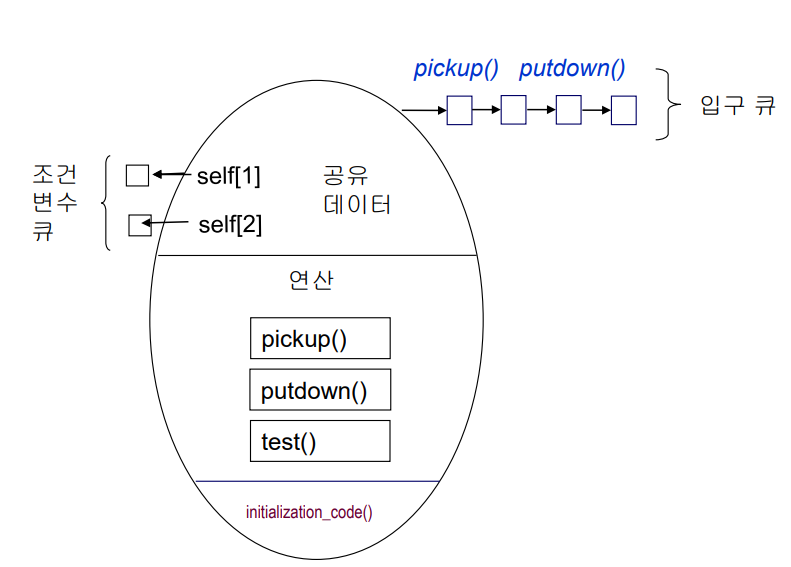 pickup() putdown()
입구 큐
조건
변수
큐
self[1]
self[2]
공유
데이터
연산
pickup()
putdown()
test()
initialization_code()